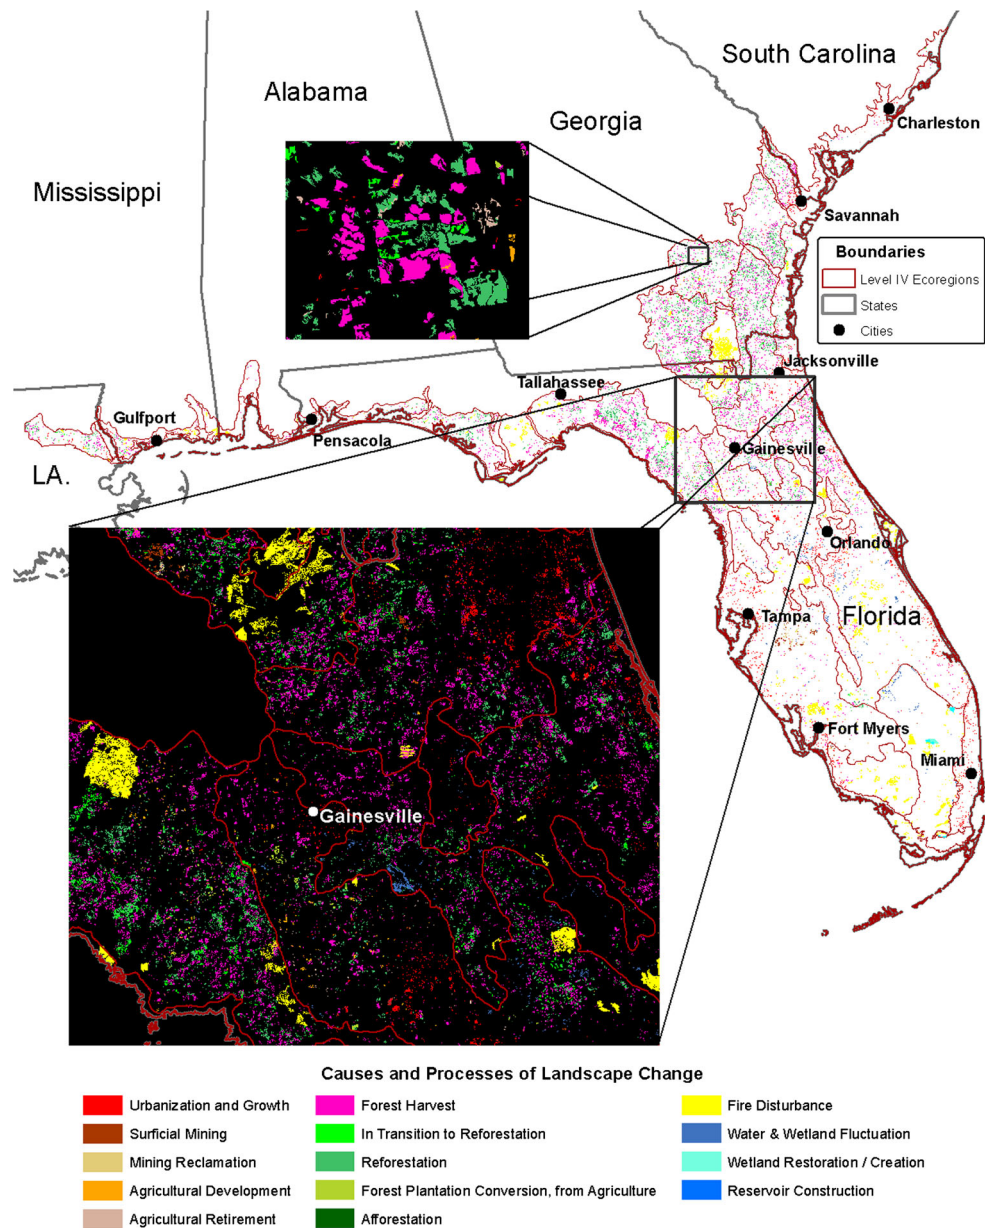 South Carolina
Alabama
Georgia
Charleston
Mississippi
Savannah
Boundaries
Level IV Ecoregions
States
Cities
Jacksonville
Tallahassee
Gulfport
Pensacola
Gainesville
LA.
Orlando
Tampa
Florida
Fort Myers
Miami
Gainesville
Causes and Processes of Landscape Change
Urbanization and Growth
Surficial Mining
Mining Reclamation
Agricultural Development
Agricultural Retirement
Forest Harvest
In Transition to Reforestation
Reforestation
Forest Plantation Conversion, from Agriculture
Afforestation
Fire Disturbance
Water & Wetland Fluctuation
Wetland Restoration / Creation
Reservoir Construction